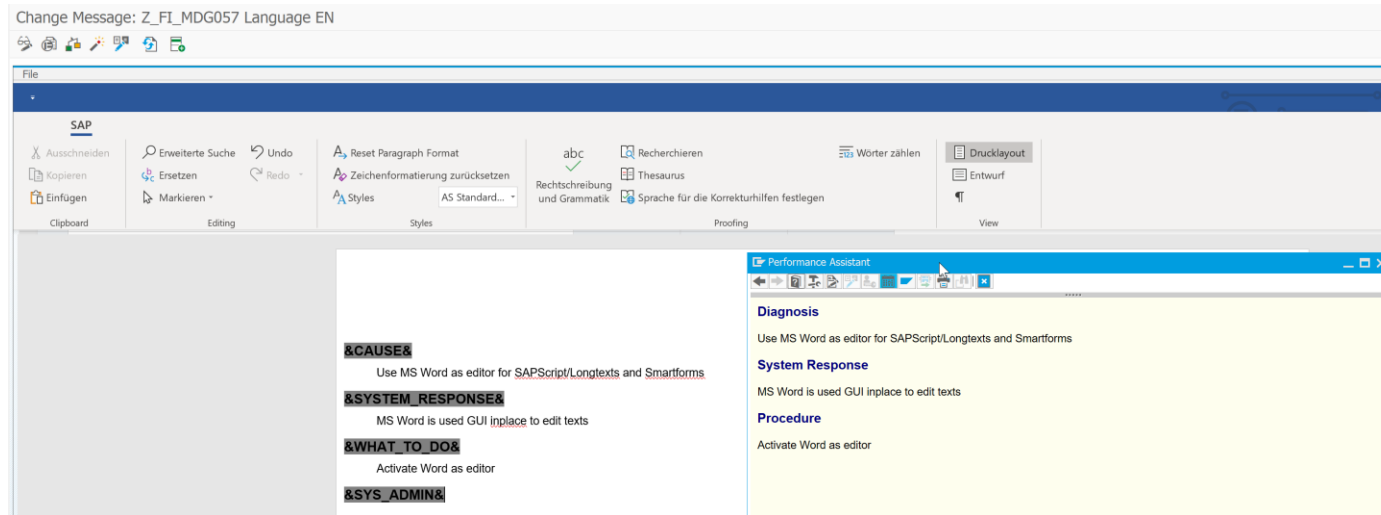 Change Message: Z_FI_MDG057 Language EN
File
SAP
Ausschneiden
Kopieren
Einfügen
Clipboard
Erweiterte Suche
Undo
Ersetzen
Redo
Markieren
Editing
Reset Paragraph Format
Zeichenformatierung zurücksetzen
Styles
AS Standard...
Styles
abc
Rechtschreibung
und Grammatik
Recherchieren
Thesaurus
Sprache für die Korrekturhilfen festlegen
123 Wörter zählen
Proofing
Drucklayout
Entwurf
¶
View
&CAUSE&
Use MS Word as editor for SAPScript/Longtexts and Smartforms
&SYSTEM_RESPONSE&
MS Word is used GUI inplace to edit texts
&WHAT_TO_DO&
Activate Word as editor
&SYS_ADMIN&
Performance Assistant
Diagnosis
Use MS Word as editor for SAPScript/Longtexts and Smartforms
System Response
MS Word is used GUI inplace to edit texts
Procedure
Activate Word as editor